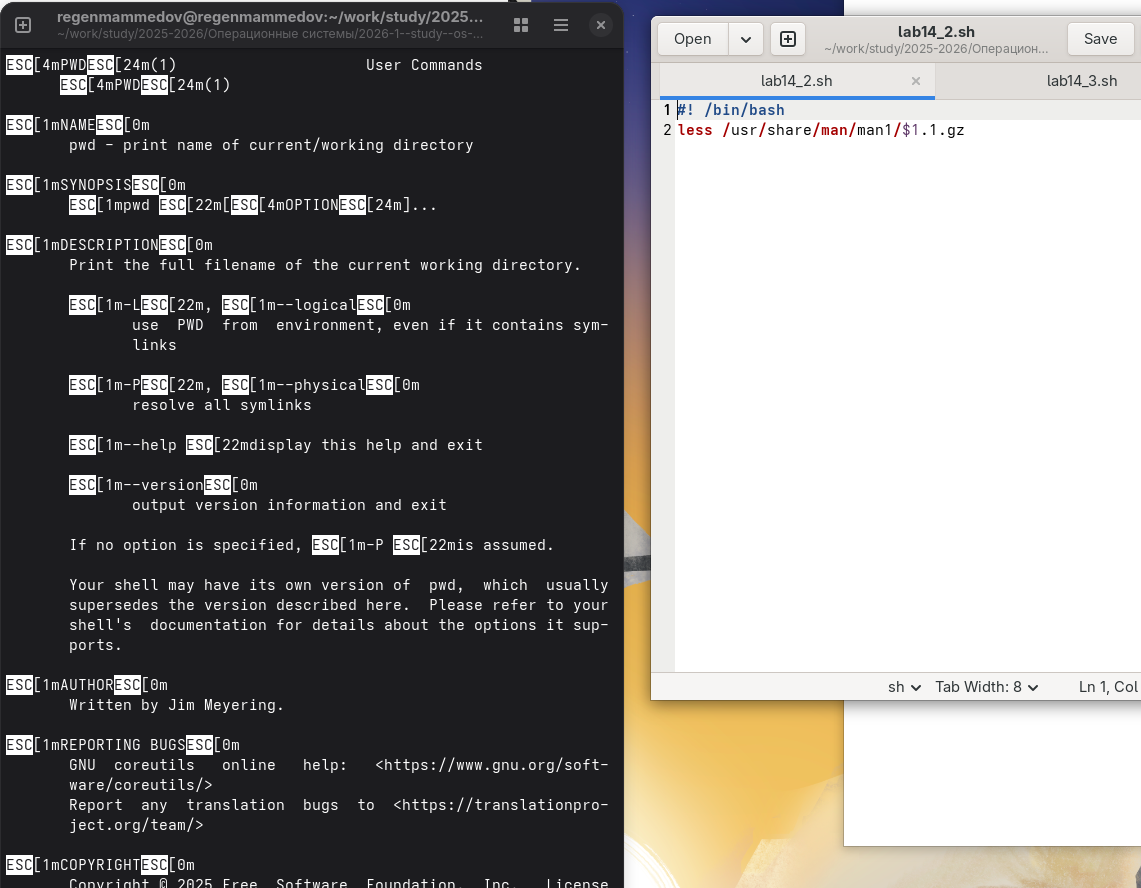 regenmammedov@regenmammedov:~/work/study/2025...
~/work/study/2025-2026/Операционные системы/2026-1--study--os-...
ESC[4mPWDESC[24m(1) User Commands
ESC[4mPWDESC[24m(1)
ESC[1mNAMEESC[0m
pwd - print name of current/working directory
ESC[1mSYNOPSISESC[0m
ESC[1mpwd ESC[22m[ESC[4mOPTIONESC[24m]...
ESC[1mDESCRIPTIONESC[0m
Print the full filename of the current working directory.
ESC[1m-LESC[22m, ESC[1m--logicalESC[0m
use PWD from environment, even if it contains sym-
links
ESC[1m-PESC[22m, ESC[1m--physicalESC[0m
resolve all symlinks
ESC[1m--help ESC[22mdisplay this help and exit
ESC[1m--versionESC[0m
output version information and exit
If no option is specified, ESC[1m-P ESC[22mis assumed.
Your shell may have its own version of pwd, which usually
supersedes the version described here. Please refer to your
shell's documentation for details about the options it sup-
ports.
ESC[1mAUTHORESC[0m
Written by Jim Meyering.
ESC[1mREPORTING BUGSESC[0m
GNU coreutils online help: <https://www.gnu.org/soft-
ware/coreutils/>
Report any translation bugs to <https://translationpro-
ject.org/team/>
ESC[1mCOPYRIGHTESC[0m
Copyright © 2025 Free Software Foundation, Inc. License
Open
lab14_2.sh
~/work/study/2025-2026/Операцион...
Save
lab14_2.sh
lab14_3.sh
1 #! /bin/bash
2 less /usr/share/man/man1/$1.1.gz
sh Tab Width: 8 Ln 1, Col